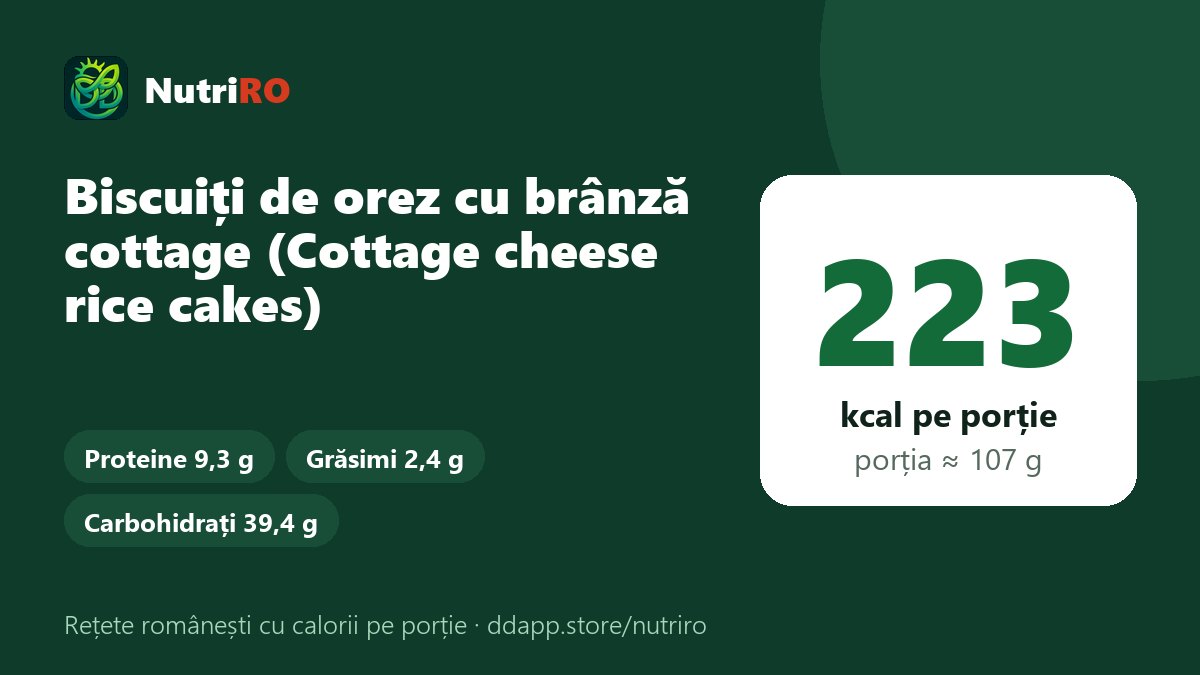 NutriRO
Biscuiți de orez cu brânză
cottage (Cottage cheese
rice cakes)
223
kcal pe porție
porția ≈ 107 g
Proteine 9,3 g
Grăsimi 2,4 g
Carbohidrați 39,4 g
Rețete românești cu calorii pe porție · ddapp.store/nutriro